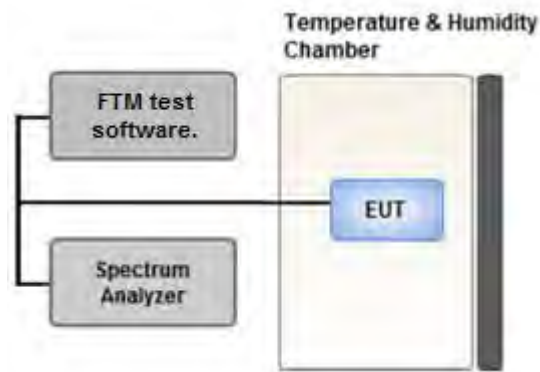 Temperature & Humidity
Chamber
FTM test
software.
EUT
Spectrum
Analyzer